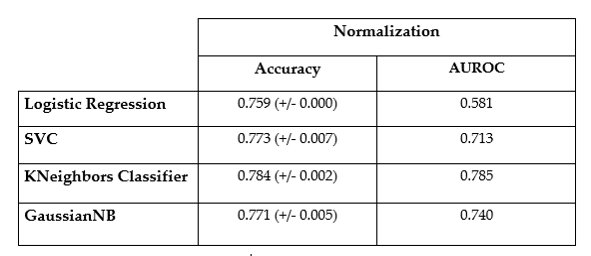 Normalization
Accuracy AUROC
Logistic Regression 0.759 (+/- 0.000) 0.581
SVC 0.773 (+/- 0.007) 0.713
KNeighbors Classifier 0.784 (+/- 0.002) 0.785
GaussianNB 0.771 (+/- 0.005) 0.740